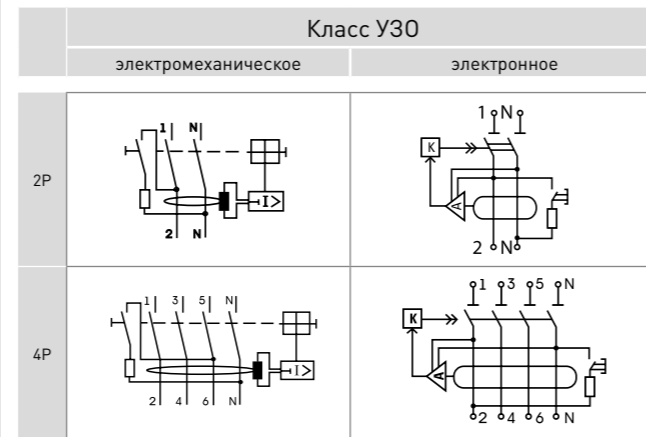 Класс УЗО
электромеханическое электронное
2P
1 N
I>
2 N
1 N
K
A
2 N
4P
1 3 5 N
I>
2 4 6 N
1 3 5 N
K
A
2 4 6 N